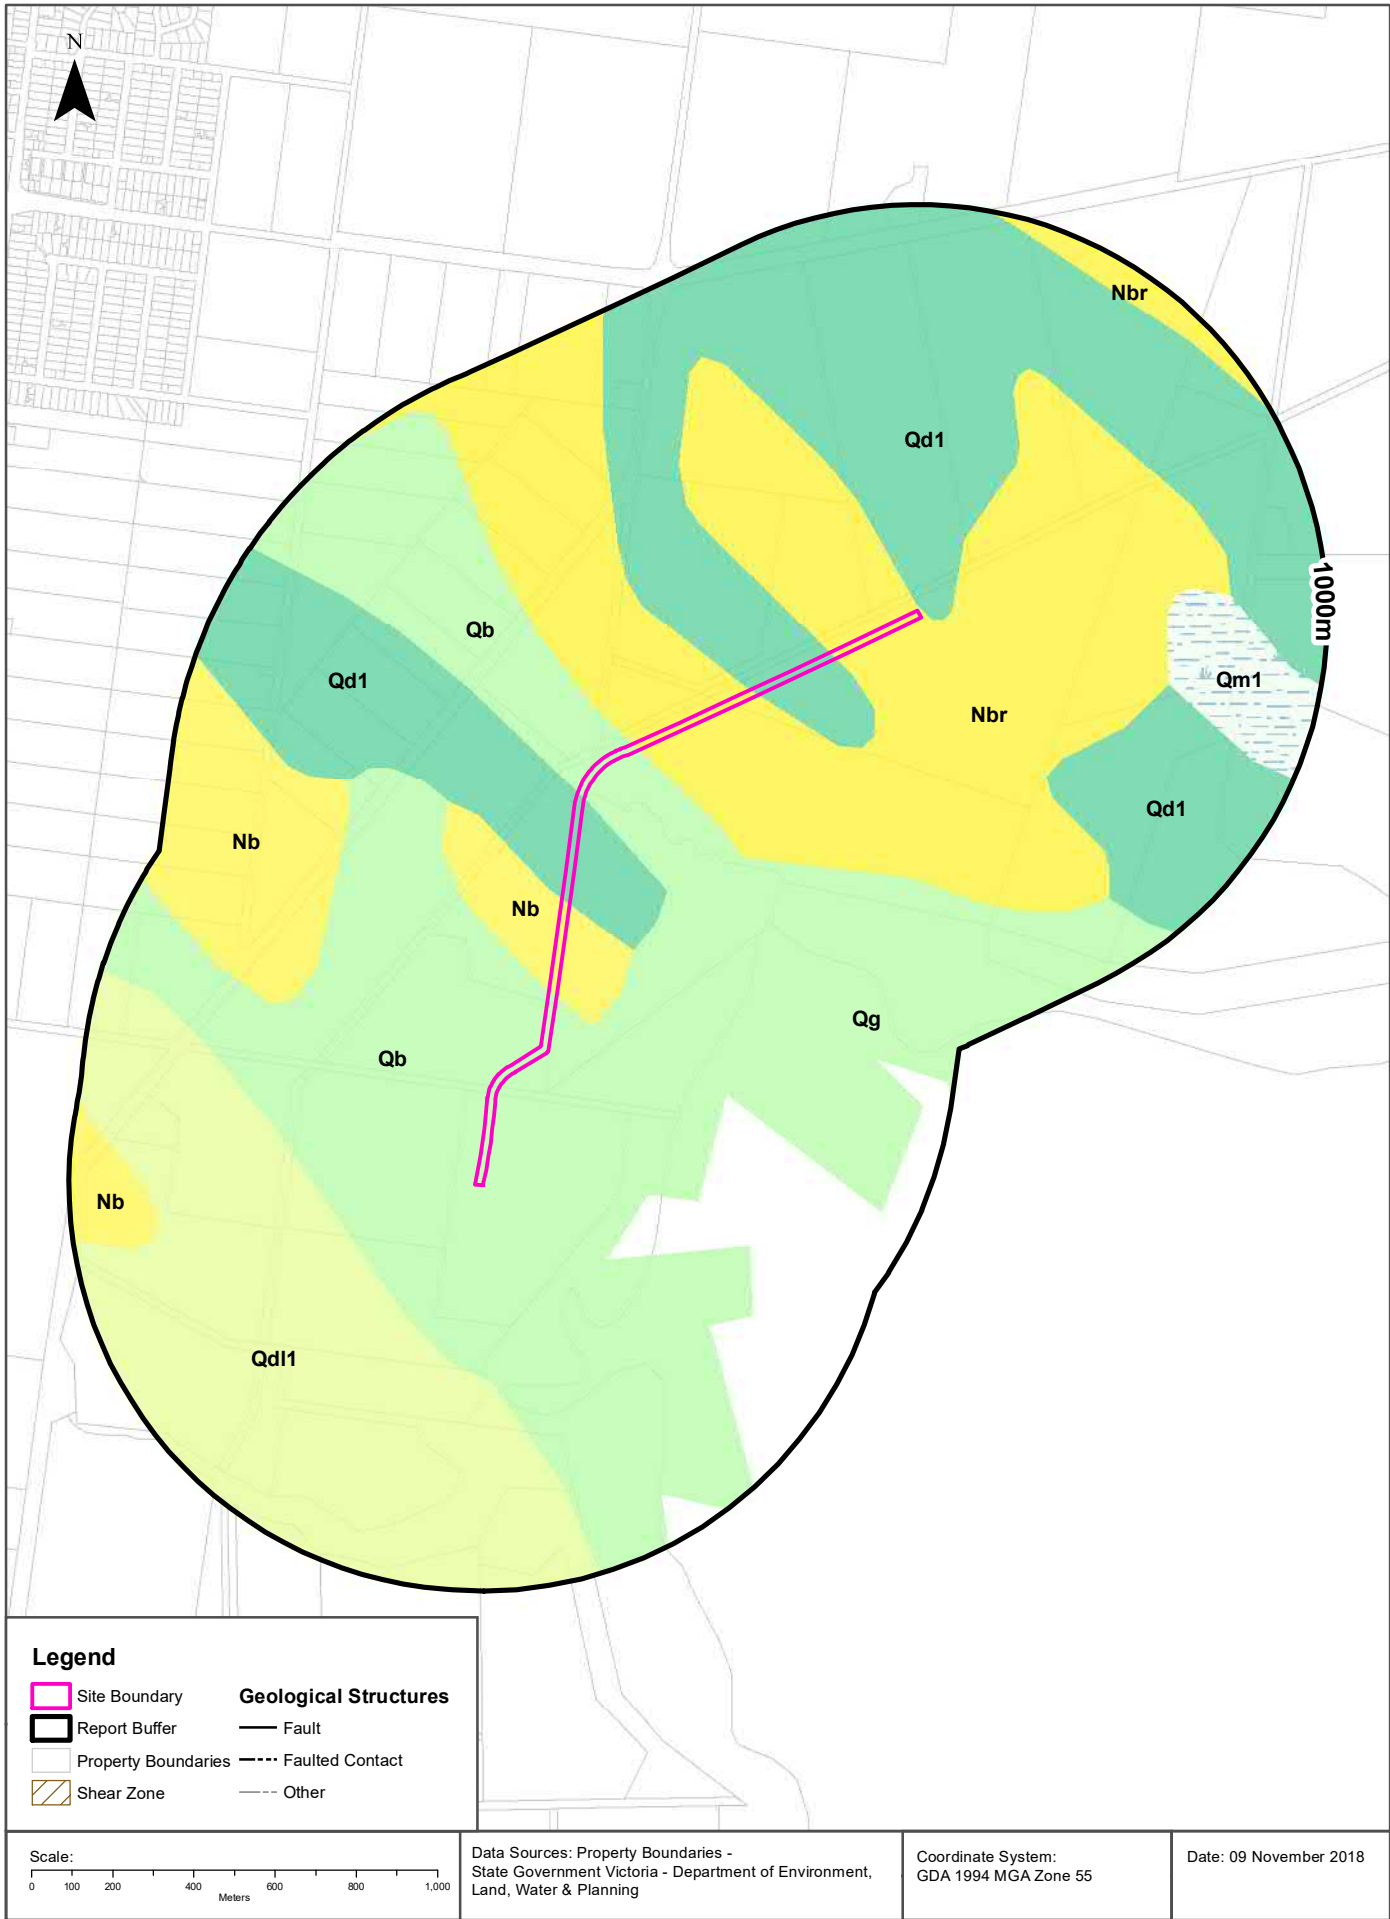 N
Nbr
Qd1
1000m
Qb
Qd1
Qm1
Nbr
Qd1
Nb
Nb
Qg
Qb
Nb
Qdl1
Legend
Site Boundary
Report Buffer
Property Boundaries
Shear Zone
Geological Structures
Fault
Faulted Contact
Other
Scale:
0 100 200 400 600 800 1,000
Meters
Data Sources: Property Boundaries -
State Government Victoria - Department of Environment,
Land, Water & Planning
Coordinate System:
GDA 1994 MGA Zone 55
Date: 09 November 2018